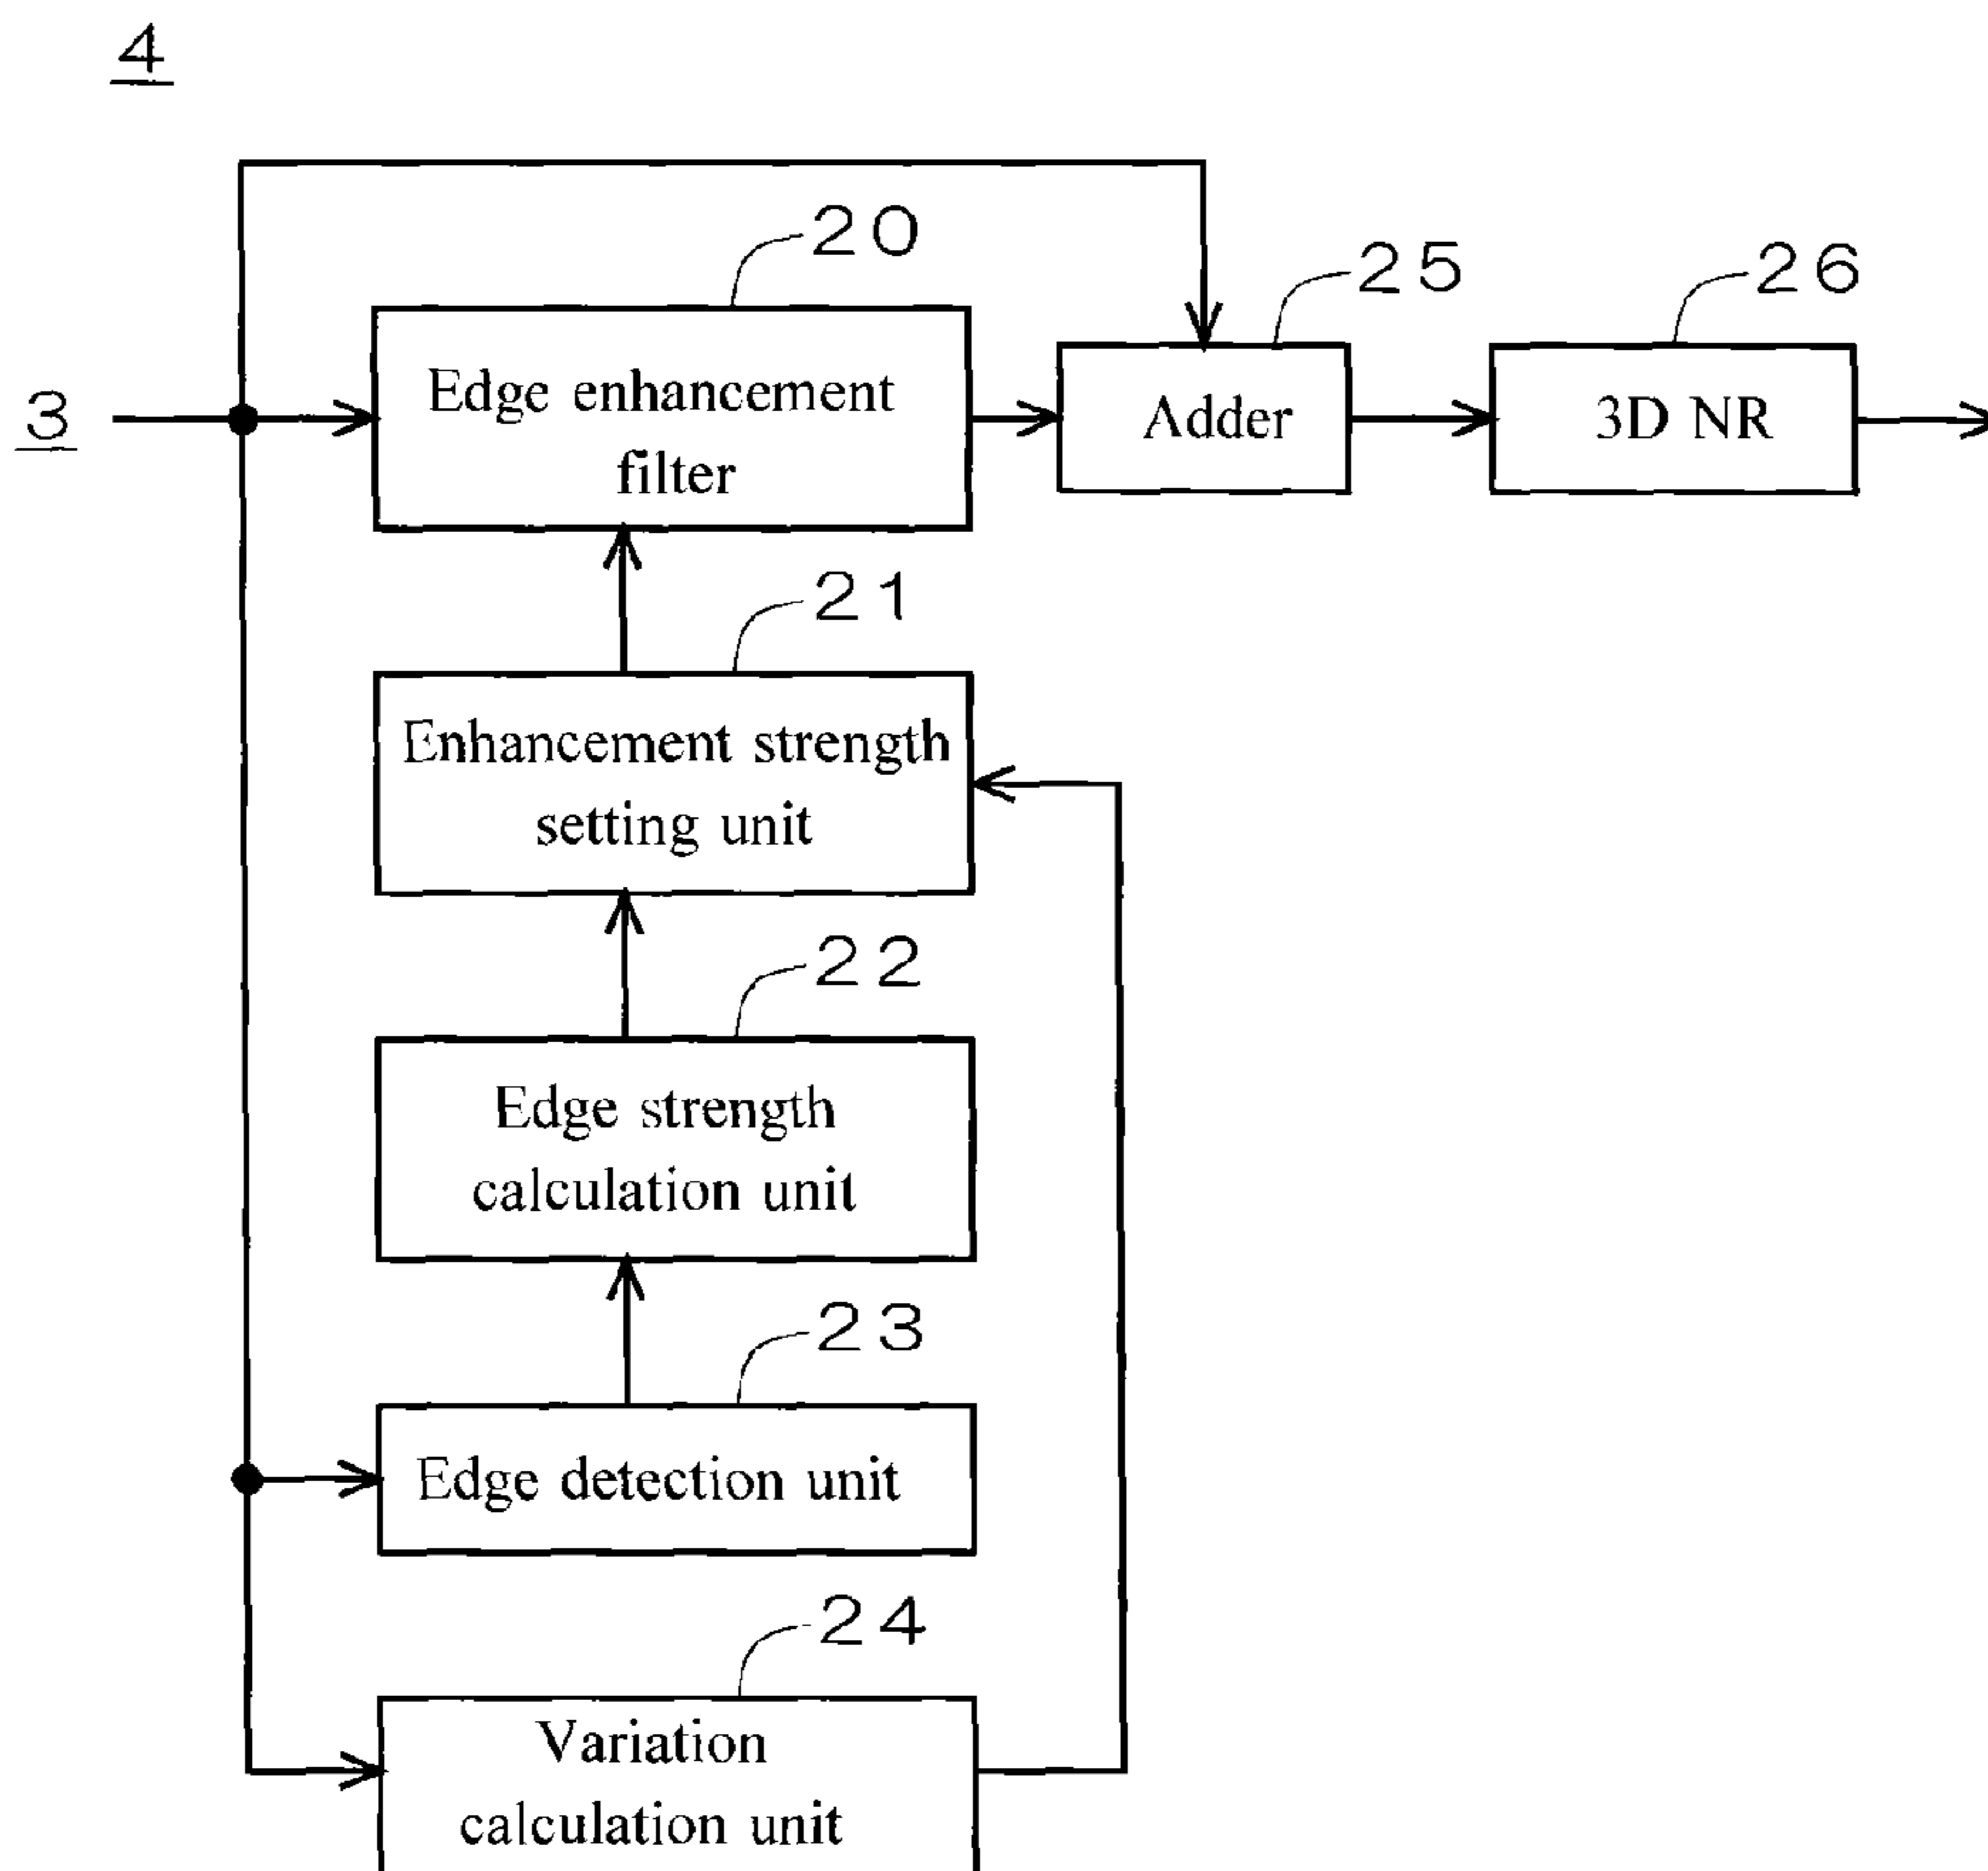 4
20
25
26
3
Edge enhancement
filter
Adder
3D NR
21
Enhancement strength
setting unit
22
Edge strength
calculation unit
23
Edge detection unit
24
Variation
calculation unit